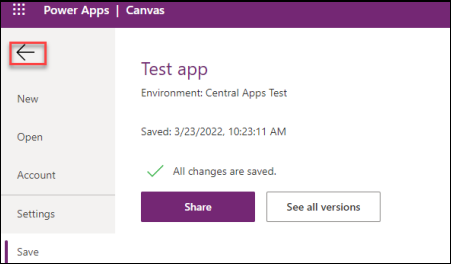 Power Apps | Canvas
Test app
Environment: Central Apps Test
Saved: 3/23/2022, 10:23:11 AM
All changes are saved.
Share
See all versions
New
Open
Account
Settings
Save